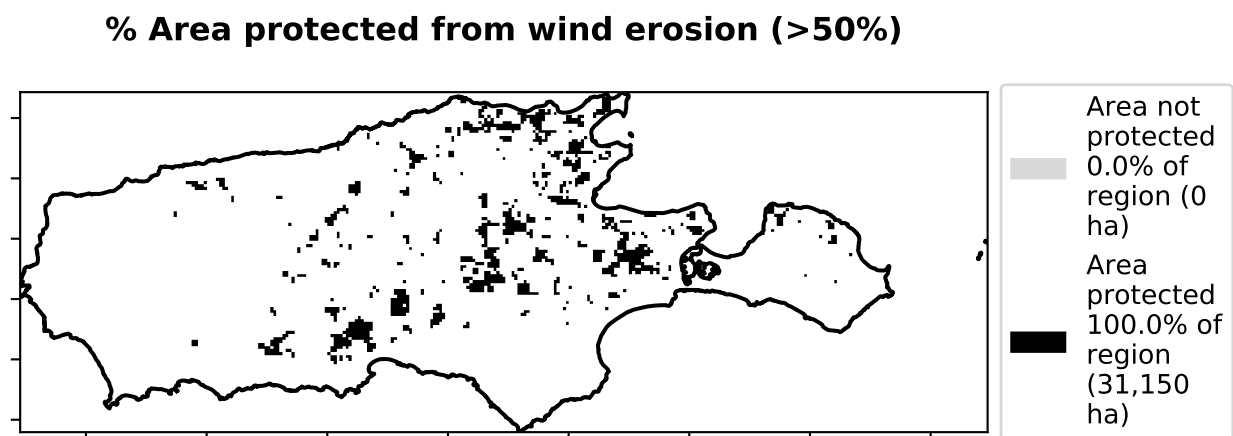 % Area protected from wind erosion (>50%)
Area not
protected
0.0% of
region (0
ha)
Area
protected
100.0% of
region
(31,150
ha)